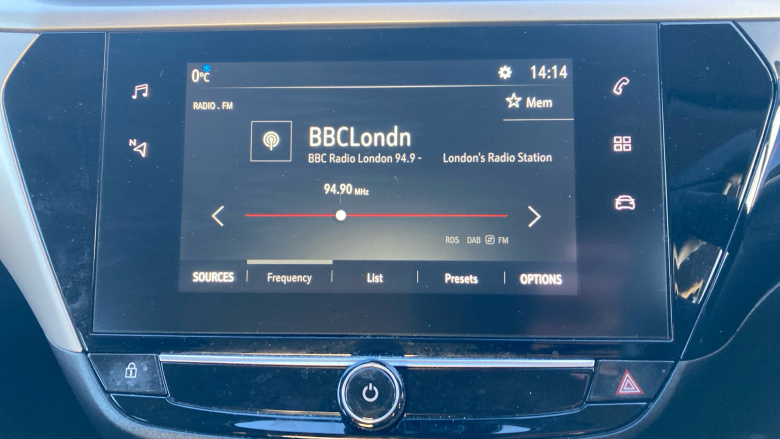 0°C
14:14
RADIO . FM
Mem
BBCLondn
BBC Radio London 94.9 - London's Radio Station
94.90 MHz
RDS DAB FM
SOURCES Frequency List Presets OPTIONS
N